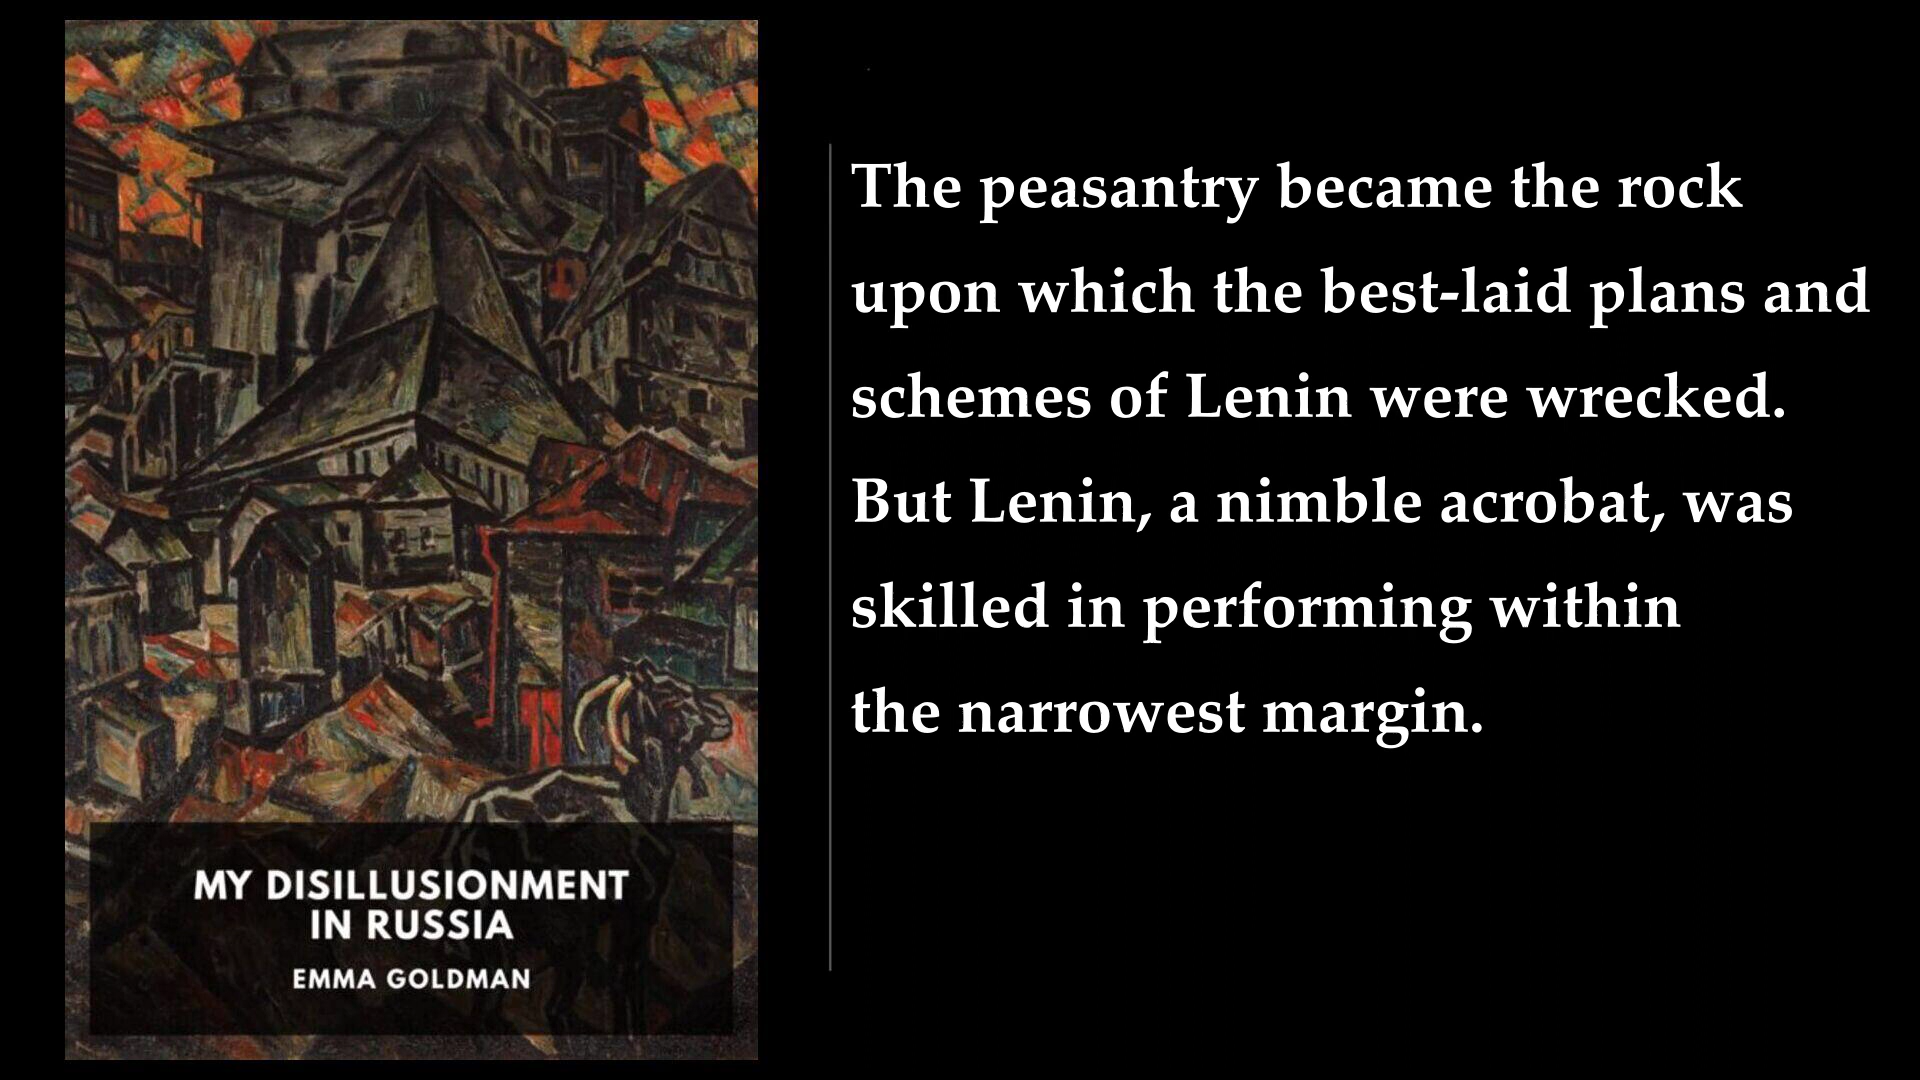 The peasantry became the rock
upon which the best-laid plans and
schemes of Lenin were wrecked.
But Lenin, a nimble acrobat, was
skilled in performing within
the narrowest margin.
MY DISILLUSIONMENT
IN RUSSIA
EMMA GOLDMAN